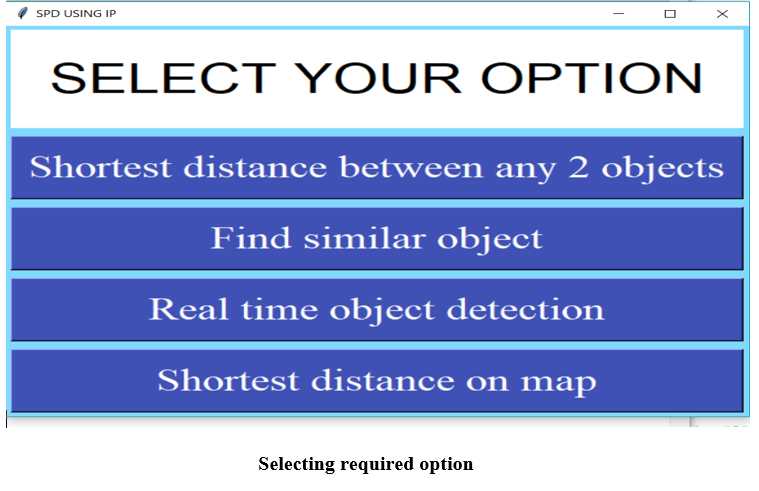 SPD USING IP
SELECT YOUR OPTION
Shortest distance between any 2 objects
Find similar object
Real time object detection
Shortest distance on map
Selecting required option